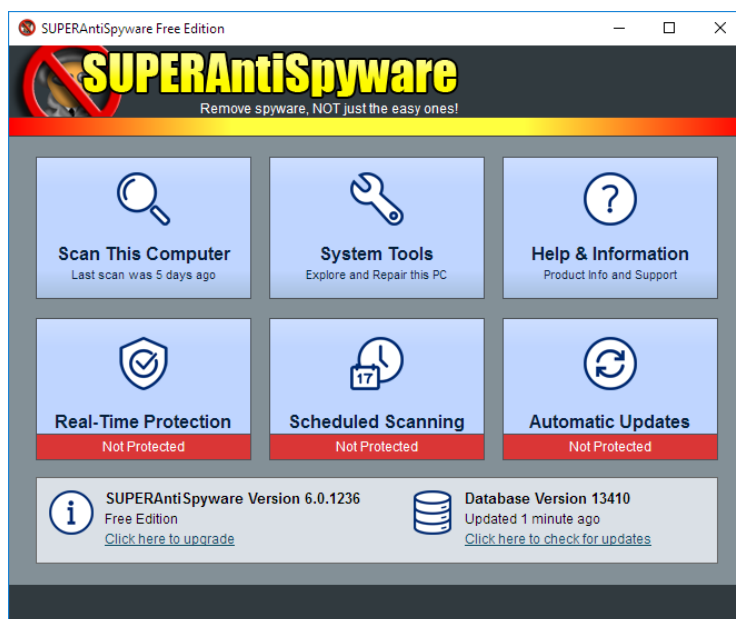 SUPERAntiSpyware Free Edition
SUPERAntiSpyware
Remove spyware, NOT just the easy ones!
Scan This Computer
Last scan was 5 days ago
System Tools
Explore and Repair this PC
Help & Information
Product Info and Support
Real-Time Protection
Not Protected
17
Scheduled Scanning
Not Protected
Automatic Updates
Not Protected
SUPERAntiSpyware Version 6.0.1236
Free Edition
Click here to upgrade
Database Version 13410
Updated 1 minute ago
Click here to check for updates